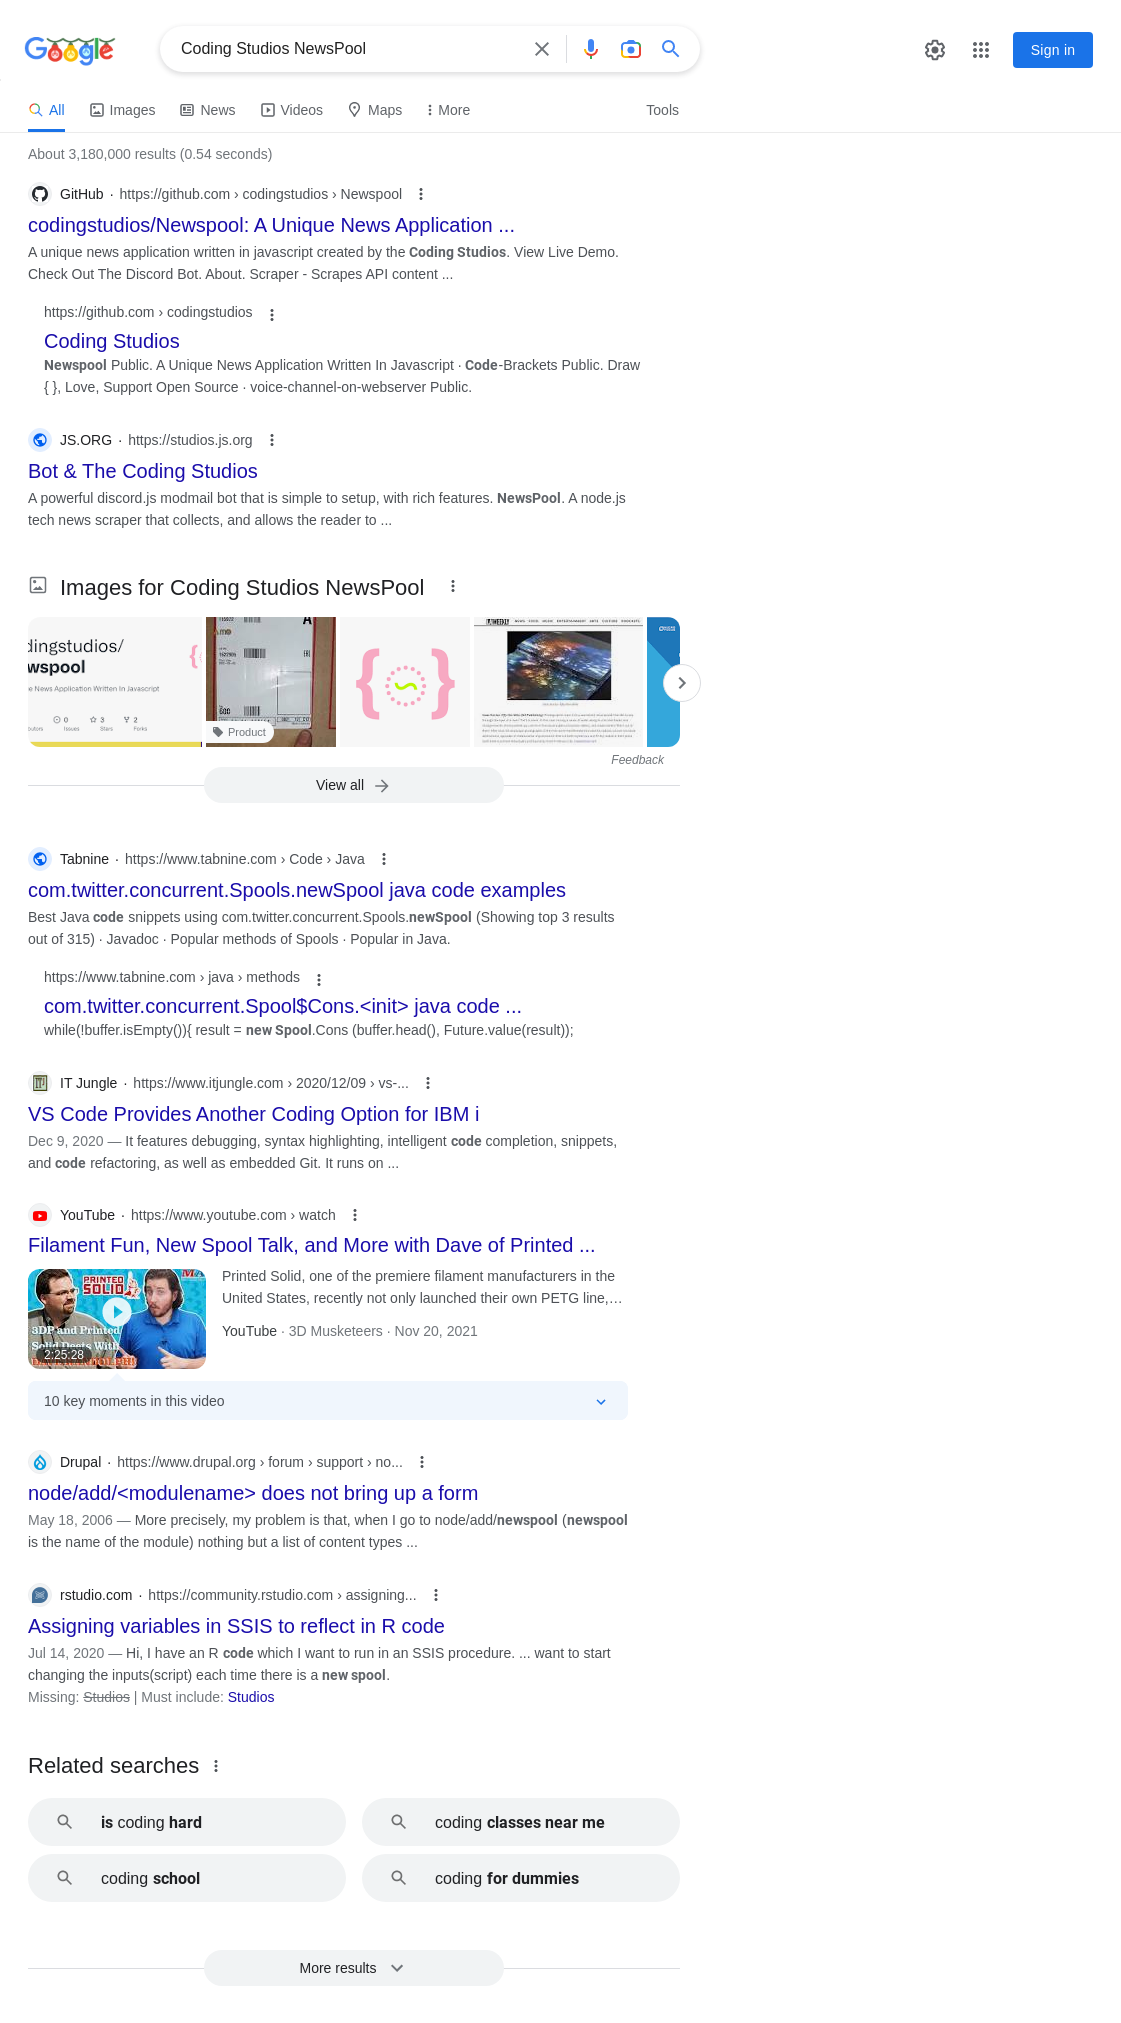 Google
Coding Studios NewsPool
Sign in
All
Images
News
Videos
Maps
More
Tools
About 3,180,000 results (0.54 seconds)
GitHub · https://github.com › codingstudios › Newspool
codingstudios/Newspool: A Unique News Application ...
A unique news application written in javascript created by the Coding Studios. View Live Demo.
Check Out The Discord Bot. About. Scraper - Scrapes API content ...
https://github.com › codingstudios
Coding Studios
Newspool Public. A Unique News Application Written In Javascript · Code-Brackets Public. Draw
{ }, Love, Support Open Source · voice-channel-on-webserver Public.
JS.ORG · https://studios.js.org
Bot & The Coding Studios
A powerful discord.js modmail bot that is simple to setup, with rich features. NewsPool. A node.js
tech news scraper that collects, and allows the reader to ...
Images for Coding Studios NewsPool
dingstudios/
wspool
e News Application Written In Javascript
0
3
2
Issues
Stars
Forks
Product
Feedback
View all
Tabnine · https://www.tabnine.com › Code › Java
com.twitter.concurrent.Spools.newSpool java code examples
Best Java code snippets using com.twitter.concurrent.Spools.newSpool (Showing top 3 results
out of 315) · Javadoc · Popular methods of Spools · Popular in Java.
https://www.tabnine.com › java › methods
com.twitter.concurrent.Spool$Cons.<init> java code ...
while(!buffer.isEmpty()){ result = new Spool.Cons (buffer.head(), Future.value(result));
IT Jungle · https://www.itjungle.com › 2020/12/09 › vs-...
VS Code Provides Another Coding Option for IBM i
Dec 9, 2020 — It features debugging, syntax highlighting, intelligent code completion, snippets,
and code refactoring, as well as embedded Git. It runs on ...
YouTube · https://www.youtube.com › watch
Filament Fun, New Spool Talk, and More with Dave of Printed ...
PRINTED
SOLID
3DP and Printed
Solid Deets With
2:25:28
Printed Solid, one of the premiere filament manufacturers in the
United States, recently not only launched their own PETG line,…
YouTube · 3D Musketeers · Nov 20, 2021
10 key moments in this video
Drupal · https://www.drupal.org › forum › support › no...
node/add/<modulename> does not bring up a form
May 18, 2006 — More precisely, my problem is that, when I go to node/add/newspool (newspool
is the name of the module) nothing but a list of content types ...
rstudio.com · https://community.rstudio.com › assigning...
Assigning variables in SSIS to reflect in R code
Jul 14, 2020 — Hi, I have an R code which I want to run in an SSIS procedure. ... want to start
changing the inputs(script) each time there is a new spool.
Missing: Studios | Must include: Studios
Related searches
is coding hard
coding classes near me
coding school
coding for dummies
More results